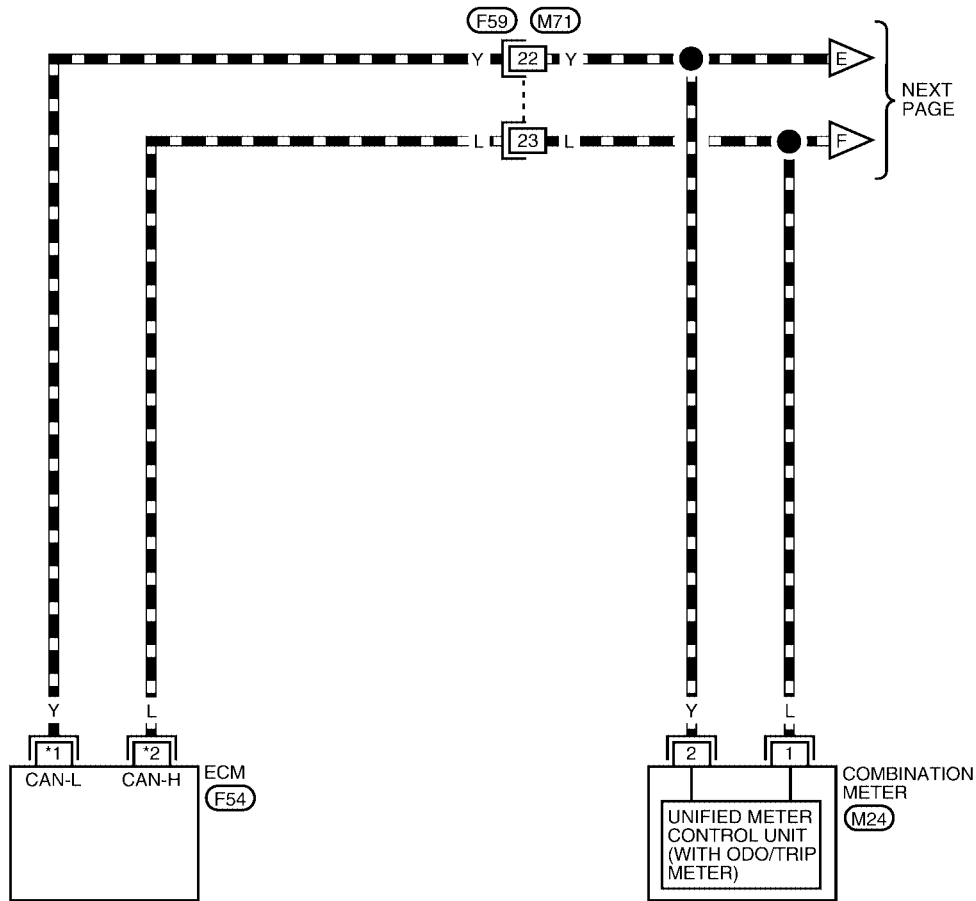 F59 M71
Y 22 Y E
NEXT
PAGE
L 23 L F
Y L Y L
*1 *2 2 1
CAN-L CAN-H
ECM
F54
COMBINATION
METER
M24
UNIFIED METER
CONTROL UNIT
(WITH ODO/TRIP
METER)